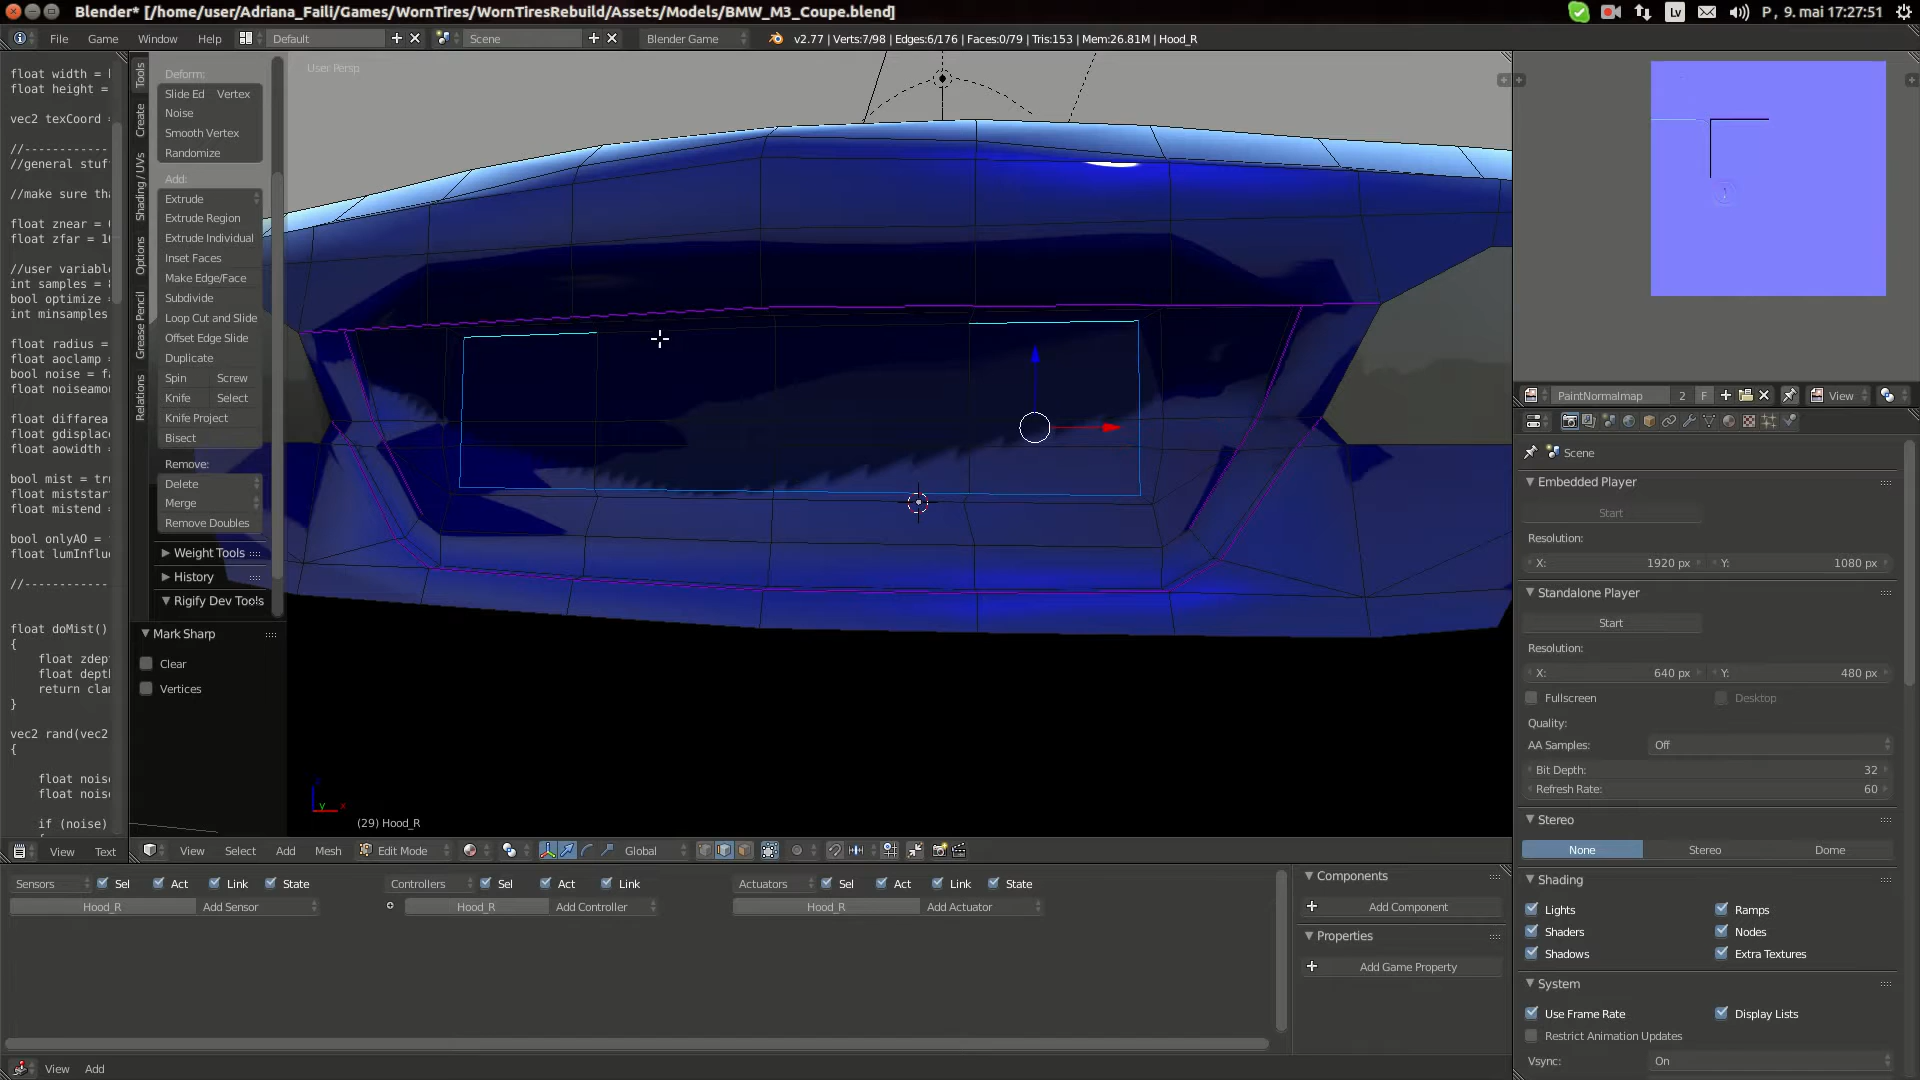 Blender* [/home/user/Adriana_Faili/Games/WornTires/WornTiresRebuild/Assets/Models/BMW_M3_Coupe.blend]
Lv
P , 9. mai 17:27:51
File Game Window Help
Default
Scene
Blender Game
v2.77 | Verts:7/98 | Edges:6/176 | Faces:0/79 | Tris:153 | Mem:26.81M | Hood_R
float width =
float height =
vec2 texCoord =
//------------
//general stuf
//make sure tha
float znear =
float zfar = 1
//user variabl
int samples =
bool optimize =
int minsamples
float radius =
float aoclamp =
bool noise = fa
float noiseamo
float diffarea
float gdisplace
float aowidth =
bool mist = tru
float miststar
float mistend =
bool onlyAO =
float lumInflu
//------------
float doMist()
{
float zdep
float dept
return cla
}
vec2 rand(vec2
{
float noise
float noise
if (noise)
{
View Text
Tools
Create
Shading / UVs
Options
Grease Pencil
Relations
Deform:
Slide Ed Vertex
Noise
Smooth Vertex
Randomize
Add:
Extrude
Extrude Region
Extrude Individual
Inset Faces
Make Edge/Face
Subdivide
Loop Cut and Slide
Offset Edge Slide
Duplicate
Spin Screw
Knife Select
Knife Project
Bisect
Remove:
Delete
Merge
Remove Doubles
Weight Tools
History
Rigify Dev Tools
Mark Sharp
Clear
Vertices
User Persp
y x
(29) Hood_R
View Select Add Mesh
Edit Mode
Global
PaintNormalmap 2 F
View
Scene
Embedded Player
Start
Resolution:
X: 1920 px Y: 1080 px
Standalone Player
Start
Resolution:
X: 640 px Y: 480 px
Fullscreen Desktop
Quality:
AA Samples: Off
Bit Depth: 32
Refresh Rate: 60
Stereo
None Stereo Dome
Shading
Lights Ramps
Shaders Nodes
Shadows Extra Textures
System
Use Frame Rate Display Lists
Restrict Animation Updates
Vsync: On
Sensors Sel Act Link State
Hood_R Add Sensor
Controllers Sel Act Link
Hood_R Add Controller
Actuators Sel Act Link State
Hood_R Add Actuator
Components
Add Component
Properties
Add Game Property
View Add